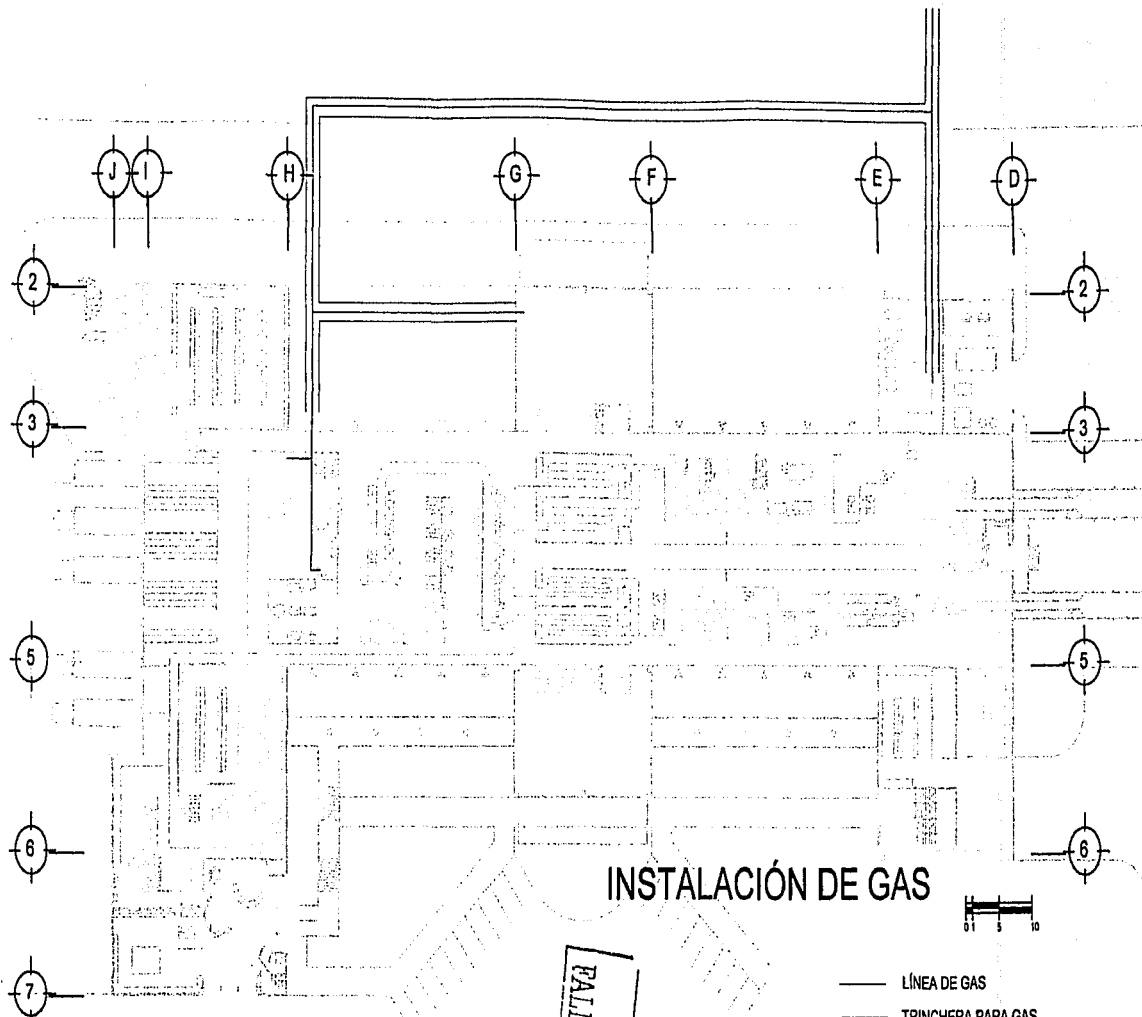 J I H G F E D
2 2
3 3
5 5
6 6
INSTALACIÓN DE GAS
0 1 5 10
7
LÍNEA DE GAS
TRINCHERA PARA GAS